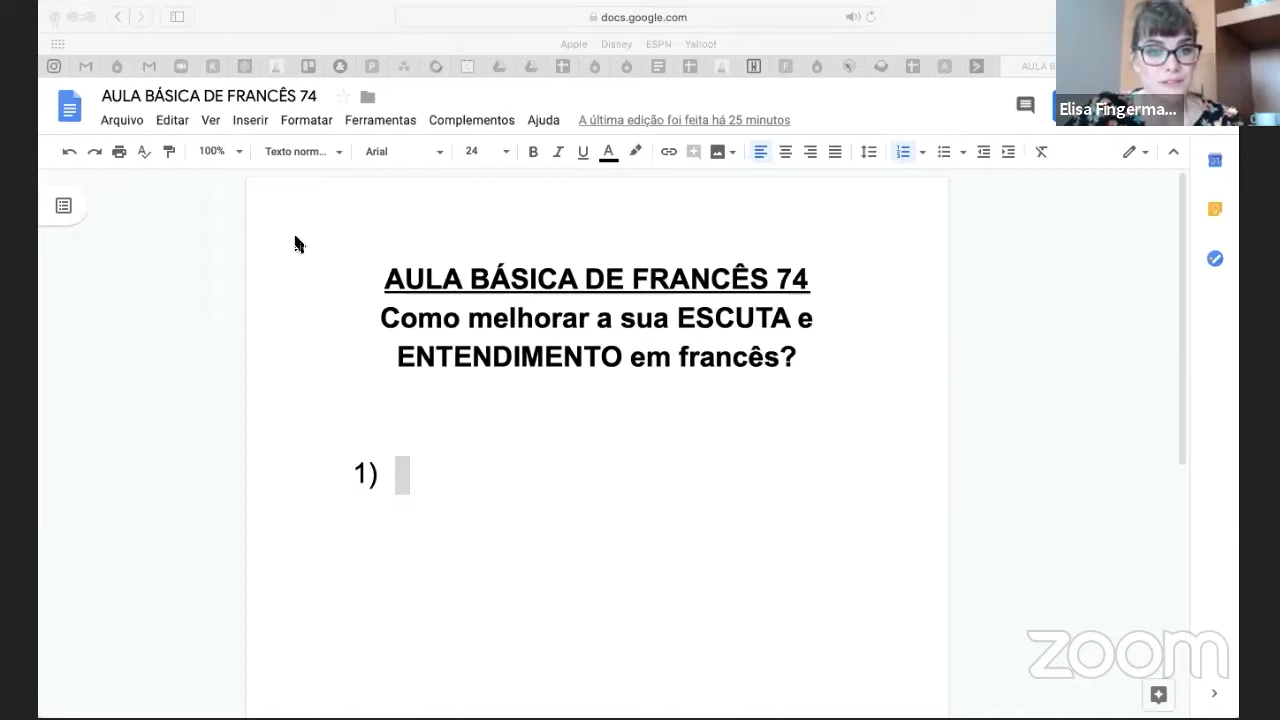 docs.google.com
Apple Disney ESPN Yahoo!
AULA B
AULA BÁSICA DE FRANCÊS 74
Elisa Fingerma...
Arquivo Editar Ver Inserir Formatar Ferramentas Complementos Ajuda A última edição foi feita há 25 minutos
100% Texto norm... Arial 24 B I U A
AULA BÁSICA DE FRANCÊS 74
Como melhorar a sua ESCUTA e
ENTENDIMENTO em francês?
1)
zoom